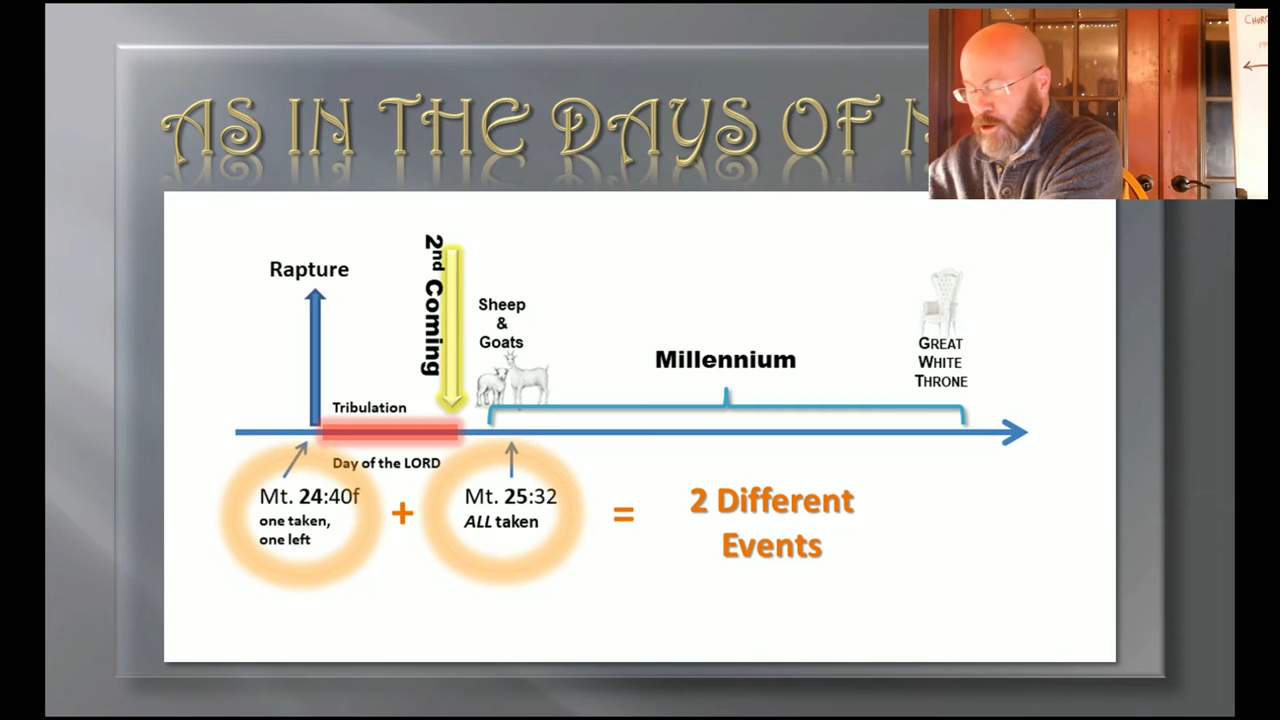 AS IN THE DAYS OF
Rapture
2nd Coming
Sheep
&
Goats
Millennium
GREAT
WHITE
THRONE
Tribulation
Day of the LORD
Mt. 24:40f
one taken,
one left
+
Mt. 25:32
ALL taken
=
2 Different
Events